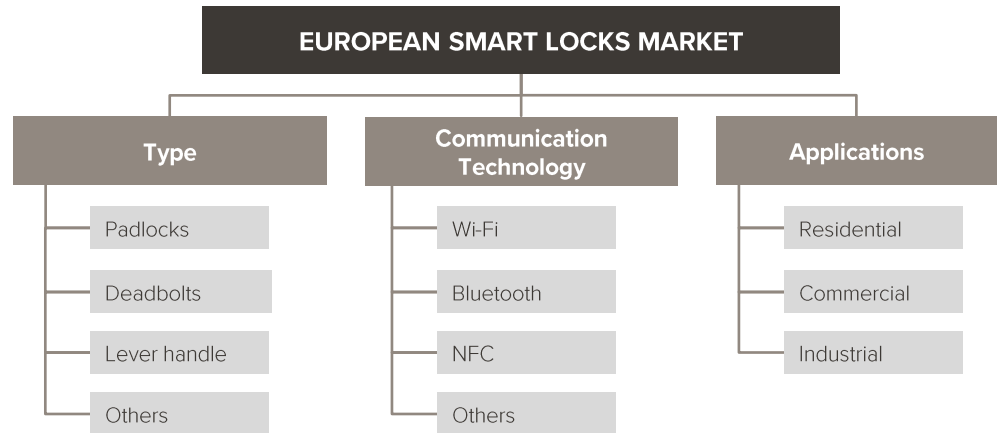 EUROPEAN SMART LOCKS MARKET
Type
Padlocks
Deadbolts
Lever handle
Others
Communication
Technology
Wi-Fi
Bluetooth
NFC
Others
Applications
Residential
Commercial
Industrial